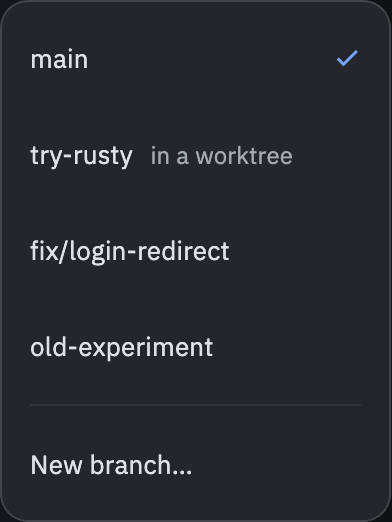 main
try-rusty in a worktree
fix/login-redirect
old-experiment
New branch...